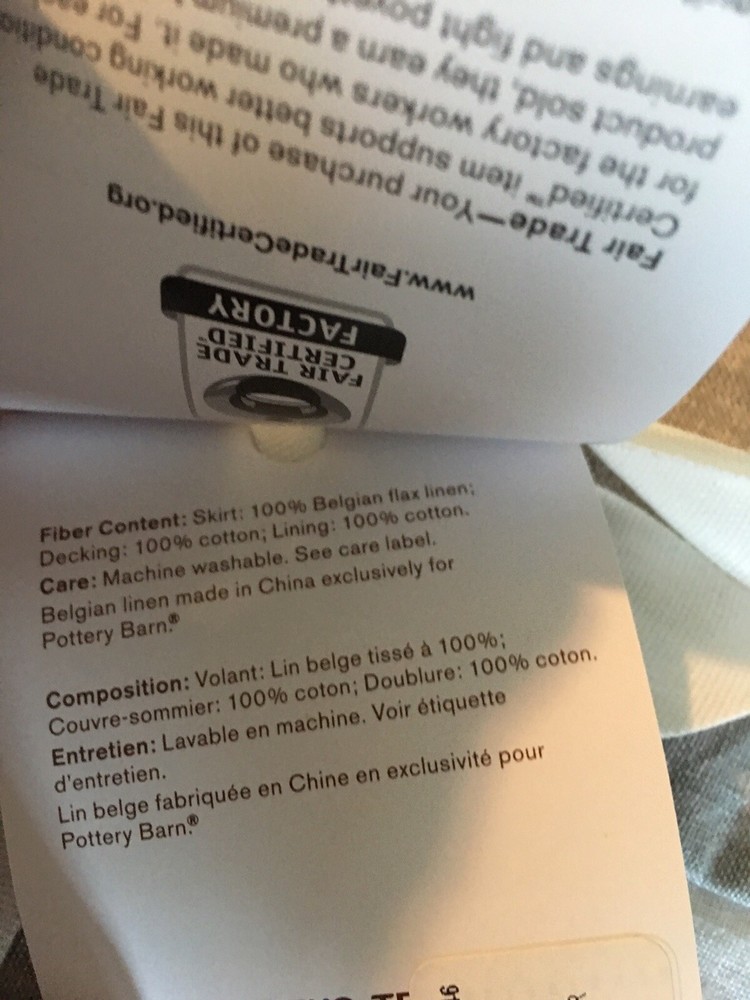 FAIR TRADE
CERTIFIED™
FACTORY
www.FairTradeCertified.org
Fair Trade—Your purchase of this Fair Trade
Certified™ item supports better working
for the factory workers who made it. For
product sold, they earn a premium
earnings and fight
Fiber Content: Skirt: 100% Belgian flax linen;
Decking: 100% cotton; Lining: 100% cotton.
Care: Machine washable. See care label.
Belgian linen made in China exclusively for
Pottery Barn.®
Composition: Volant: Lin belge tissé à 100%;
Couvre-sommier: 100% coton; Doublure: 100% coton.
Entretien: Lavable en machine. Voir étiquette
d'entretien.
Lin belge fabriquée en Chine en exclusivité pour
Pottery Barn.®